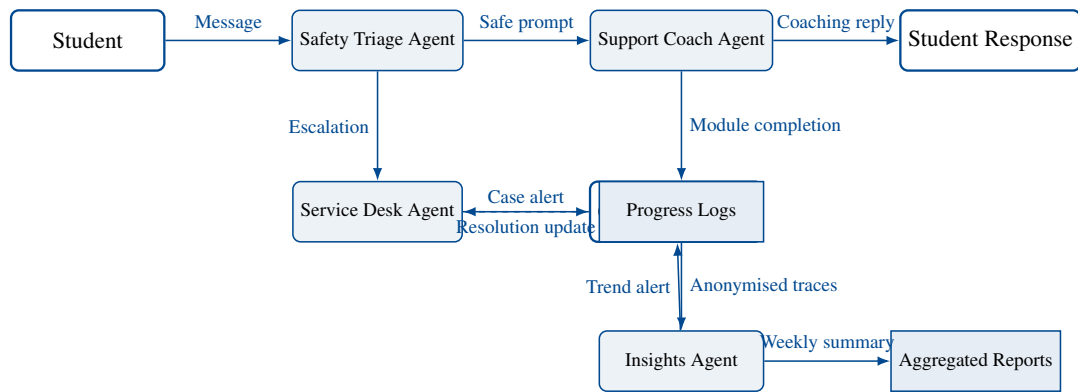 Message
Safe prompt
Coaching reply
Student
Safety Triage Agent
Support Coach Agent
Student Response
Escalation
Module completion
Service Desk Agent
Case alert
Resolution update
Progress Logs
Trend alert
Anonymised traces
Insights Agent
Weekly summary
Aggregated Reports